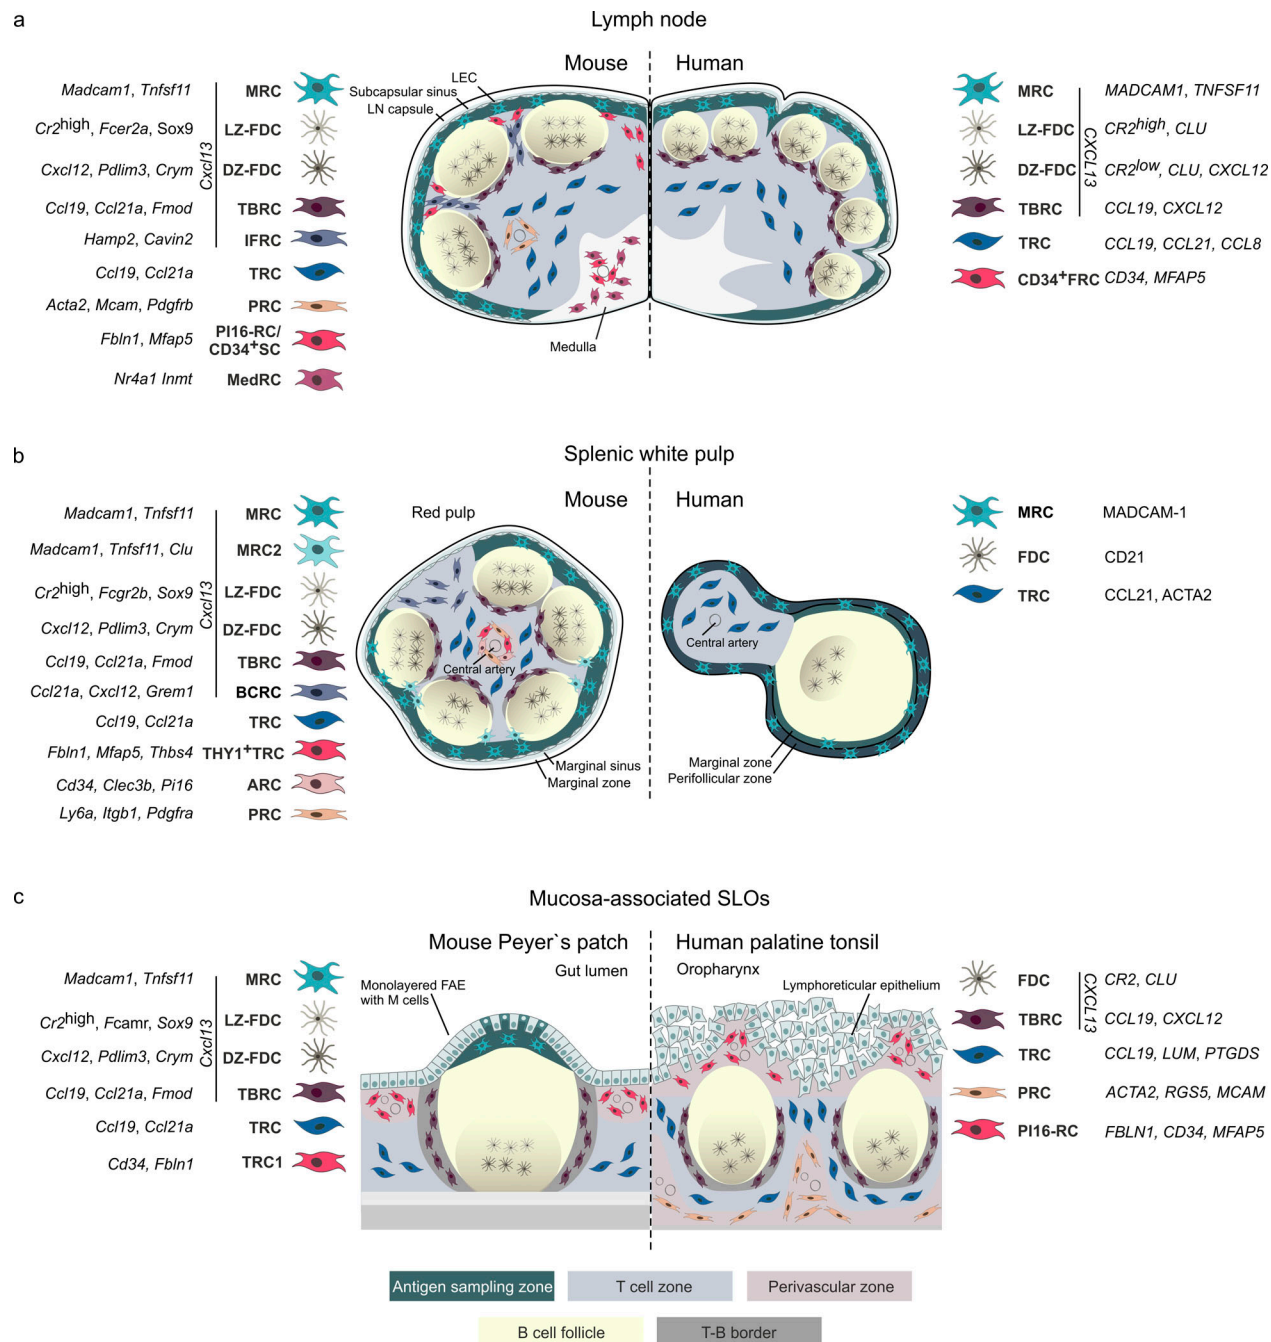 a
Lymph node
Mouse
Human
LEC
Subcapsular sinus
LN capsule
Medulla
Madcam1, Tnfsf11 MRC
Cr2high, Fcer2a, Sox9 LZ-FDC
Cxcl12, Pdlim3, Crym DZ-FDC
Ccl19, Ccl21a, Fmod TBRC
Hamp2, Cavin2 IFRC
Cxcl13
Ccl19, Ccl21a TRC
Acta2, Mcam, Pdgfrb PRC
Fbln1, Mfap5 PI16-RC/
CD34+SC
Nr4a1 Inmt MedRC
MRC MADCAM1, TNFSF11
LZ-FDC CR2high, CLU
DZ-FDC CR2low, CLU, CXCL12
TBRC CCL19, CXCL12
CXCL13
TRC CCL19, CCL21, CCL8
CD34+FRC CD34, MFAP5
b
Splenic white pulp
Mouse
Human
Red pulp
Central artery
Marginal sinus
Marginal zone
Central artery
Marginal zone
Perifollicular zone
Madcam1, Tnfsf11 MRC
Madcam1, Tnfsf11, Clu MRC2
Cr2high, Fcgr2b, Sox9 LZ-FDC
Cxcl12, Pdlim3, Crym DZ-FDC
Ccl19, Ccl21a, Fmod TBRC
Ccl21a, Cxcl12, Grem1 BCRC
Cxcl13
Ccl19, Ccl21a TRC
Fbln1, Mfap5, Thbs4 THY1+TRC
Cd34, Clec3b, Pi16 ARC
Ly6a, Itgb1, Pdgfra PRC
MRC MADCAM-1
FDC CD21
TRC CCL21, ACTA2
c
Mucosa-associated SLOs
Mouse Peyer`s patch
Human palatine tonsil
Gut lumen
Oropharynx
Monolayered FAE
with M cells
Lymphoreticular epithelium
Madcam1, Tnfsf11 MRC
Cr2high, Fcamr, Sox9 LZ-FDC
Cxcl12, Pdlim3, Crym DZ-FDC
Ccl19, Ccl21a, Fmod TBRC
Cxcl13
Ccl19, Ccl21a TRC
Cd34, Fbln1 TRC1
FDC CR2, CLU
TBRC CCL19, CXCL12
CXCL13
TRC CCL19, LUM, PTGDS
PRC ACTA2, RGS5, MCAM
PI16-RC FBLN1, CD34, MFAP5
Antigen sampling zone
T cell zone
Perivascular zone
B cell follicle
T-B border